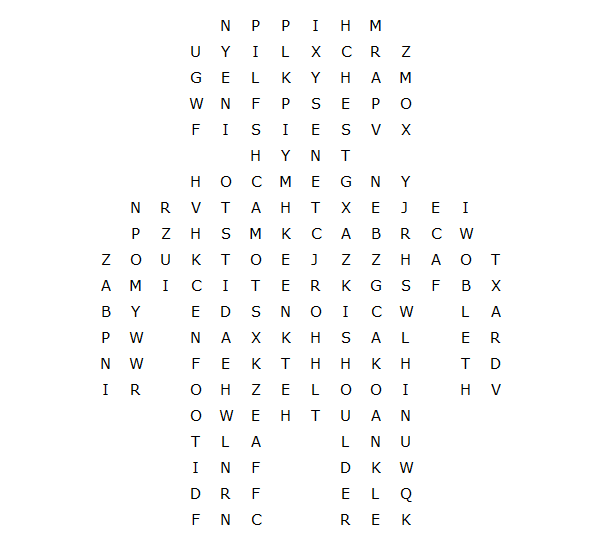 N P P I H M
U Y I L X C R Z
G E L K Y H A M
W N F P S E P O
F I S I E S V X
H Y N T
H O C M E G N Y
N R V T A H T X E J E I
P Z H S M K C A B R C W
Z O U K T O E J Z Z H A O T
A M I C I T E R K G S F B X
B Y E D S N O I C W L A
P W N A X K H S A L E R
N W F E K T H H K H T D
I R O H Z E L O O I H V
O W E H T U A N
T L A L N U
I N F D K W
D R F E L Q
F N C R E K